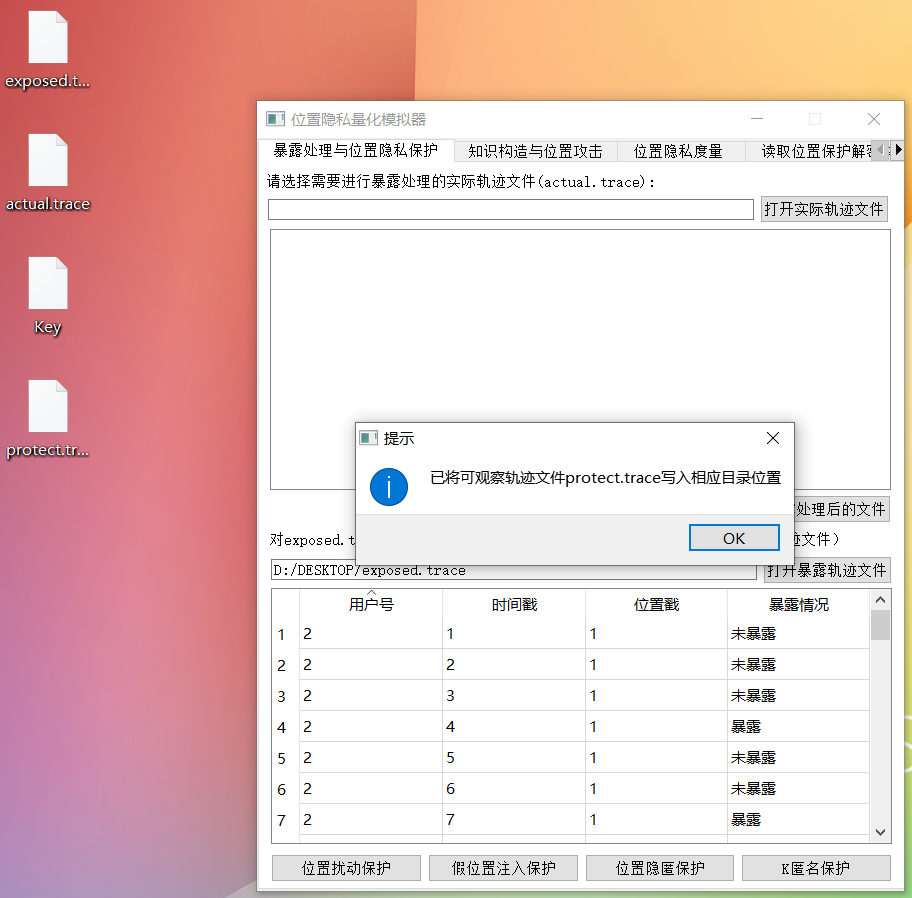 exposed.t...
actual.trace
Key
protect.tr...
位置隐私量化模拟器
暴露处理与位置隐私保护 知识构造与位置攻击 位置隐私度量 读取位置保护解
请选择需要进行暴露处理的实际轨迹文件(actual.trace):
打开实际轨迹文件
提示
已将可观察轨迹文件protect.trace写入相应目录位置
OK
处理后的文件
对exposed.t 迹文件）
D:/DESKTOP/exposed.trace 打开暴露轨迹文件
用户号 时间戳 位置戳 暴露情况
1 2 1 1 未暴露
2 2 2 1 未暴露
3 2 3 1 未暴露
4 2 4 1 暴露
5 2 5 1 未暴露
6 2 6 1 未暴露
7 2 7 1 暴露
位置扰动保护 假位置注入保护 位置隐匿保护 K匿名保护